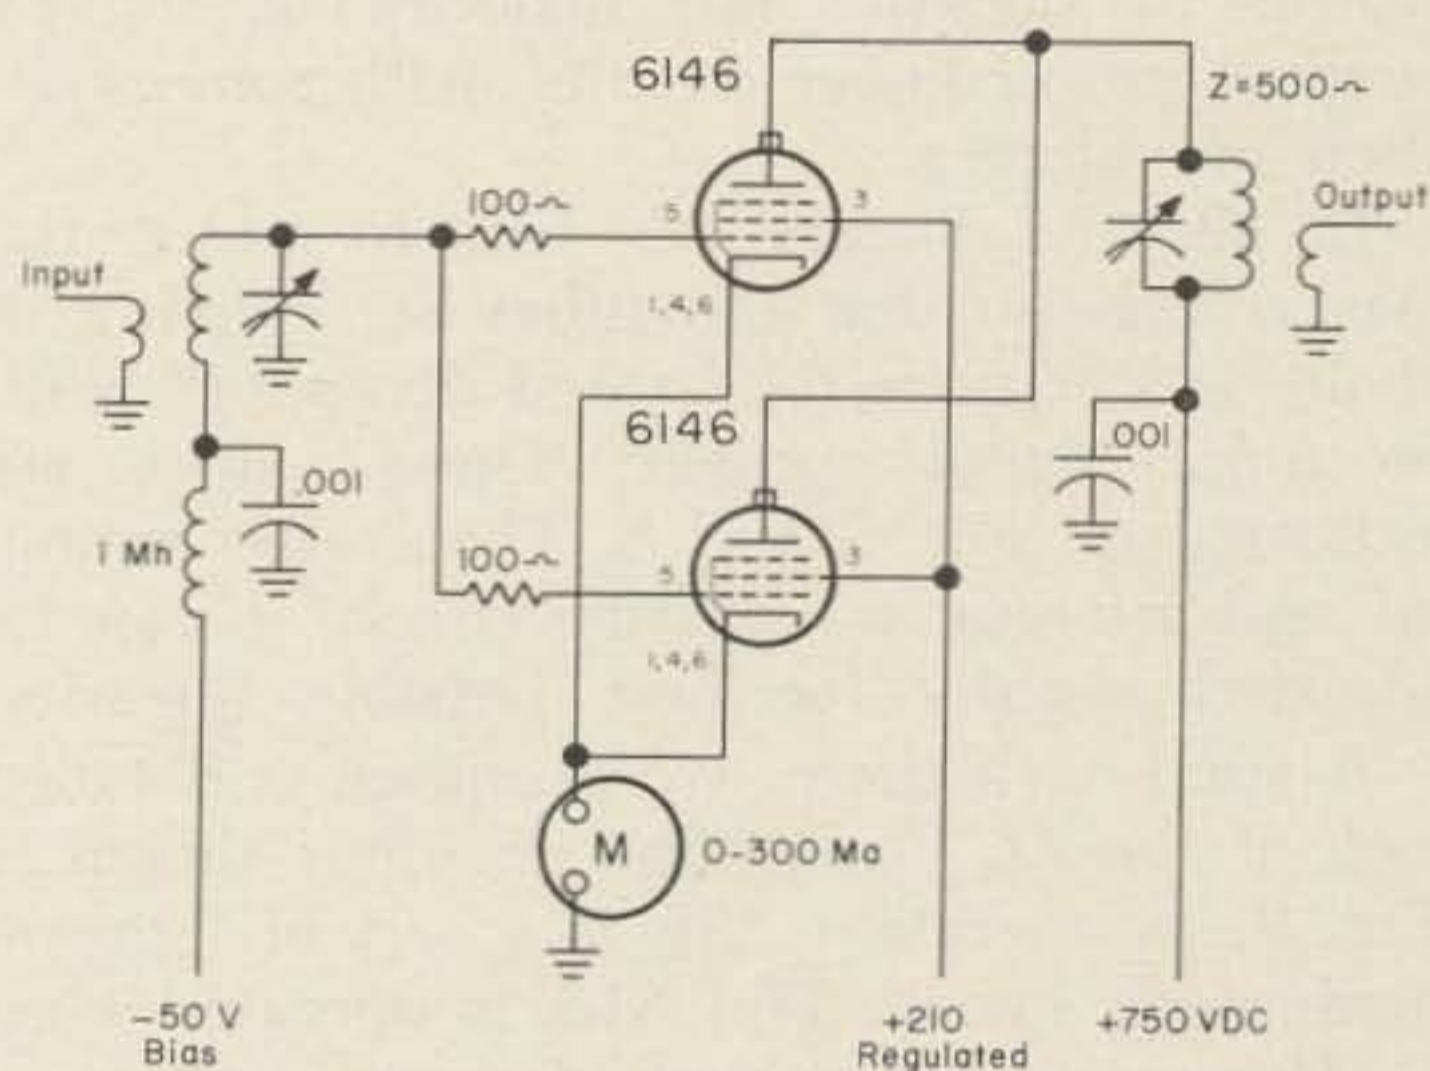 6146
Z=500~
100~
5
3
Output
Input
1,4,6
6146
.001
.001
1 Mh
100~
5
3
1,4,6
M
0-300 Ma
-50 V
Bias
+210
Regulated
+750 VDC